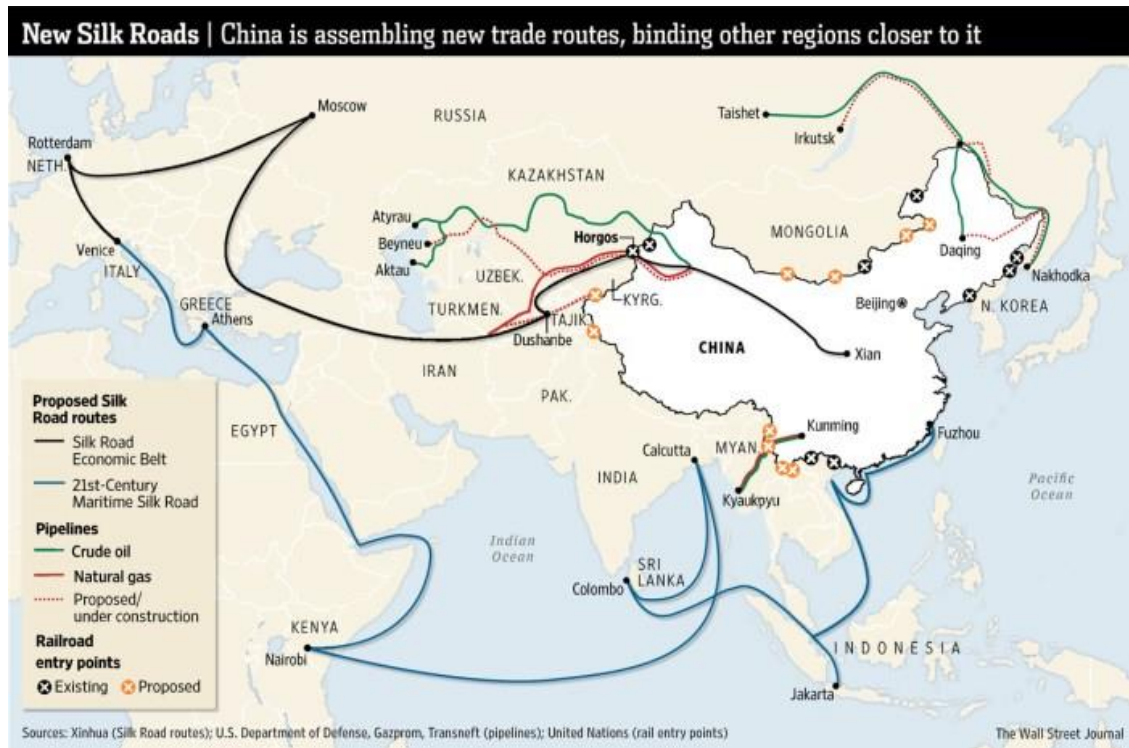 New Silk Roads | China is assembling new trade routes, binding other regions closer to it
Moscow
RUSSIA
Taishet
Irkutsk
Rotterdam
NETH.
KAZAKHSTAN
Atyrau
Beyneu
Aktau
Horgos
MONGOLIA
Daqing
Nakhodka
Venice
ITALY
UZBEK.
KYRG.
Beijing
N. KOREA
GREECE
Athens
TURKMEN.
TAJIK.
Dushanbe
CHINA
Xian
IRAN
PAK.
EGYPT
Calcutta
MYAN.
Kunming
Fuzhou
INDIA
Kyaukpyu
Pacific
Ocean
Indian
Ocean
SRI
LANKA
Colombo
KENYA
Nairobi
INDONESIA
Jakarta
Proposed Silk
Road routes
Silk Road
Economic Belt
21st-Century
Maritime Silk Road
Pipelines
Crude oil
Natural gas
Proposed/
under construction
Railroad
entry points
Existing
Proposed
Sources: Xinhua (Silk Road routes); U.S. Department of Defense, Gazprom, Transneft (pipelines); United Nations (rail entry points)
The Wall Street Journal